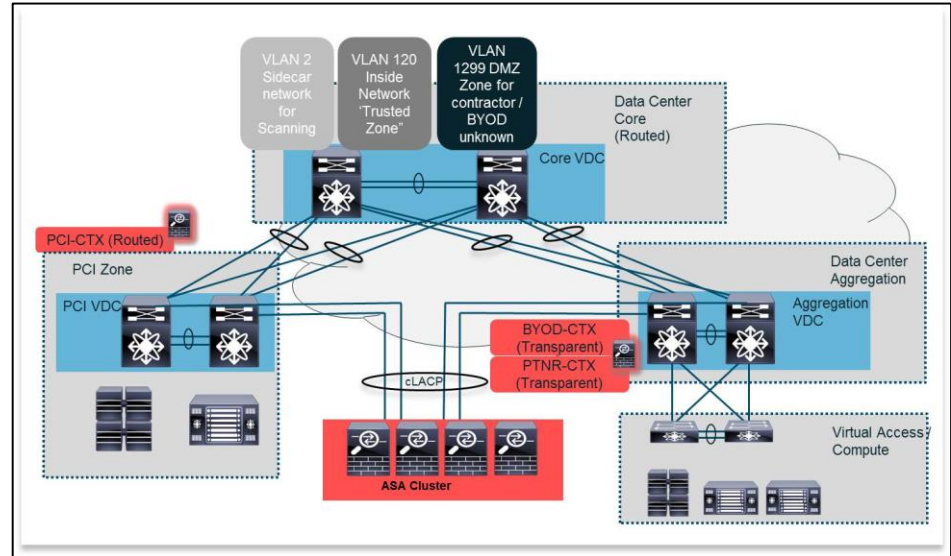 VLAN 2
Sidecar
network
for
Scanning
VLAN 120
Inside
Network
‘Trusted
Zone”
VLAN
1299 DMZ
Zone for
contractor /
BYOD
unknown
Data Center
Core
(Routed)
Core VDC
PCI-CTX (Routed)
PCI Zone
PCI VDC
Data Center
Aggregation
Aggregation
VDC
BYOD-CTX
(Transparent)
PTNR-CTX
(Transparent)
cLACP
ASA Cluster
Virtual Access /
Compute